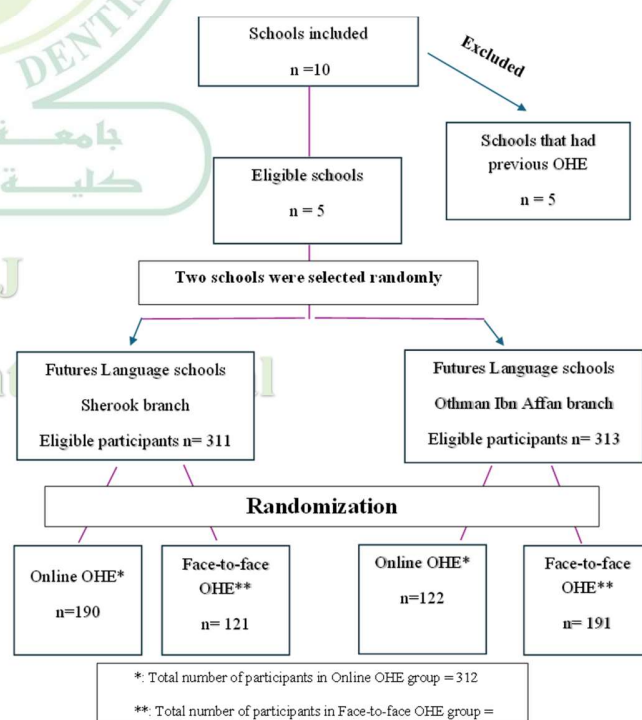 DENTIS
جامعة
كلية
Schools included
n =10
Excluded
Schools that had
previous OHE
n = 5
Eligible schools
n = 5
Two schools were selected randomly
Futures Language schools
Sherook branch
Eligible participants n= 311
Futures Language schools
Othman Ibn Affan branch
Eligible participants n= 313
Randomization
Online OHE*
n=190
Face-to-face
OHE**
n= 121
Online OHE*
n=122
Face-to-face
OHE**
n= 191
*: Total number of participants in Online OHE group = 312
**: Total number of participants in Face-to-face OHE group =